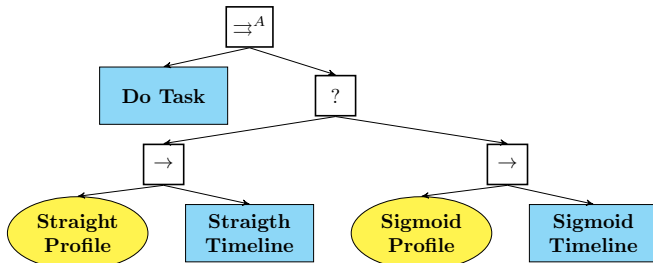 ⇉ᴬ
Do Task
?
→
→
Straight
Profile
Straigth
Timeline
Sigmoid
Profile
Sigmoid
Timeline